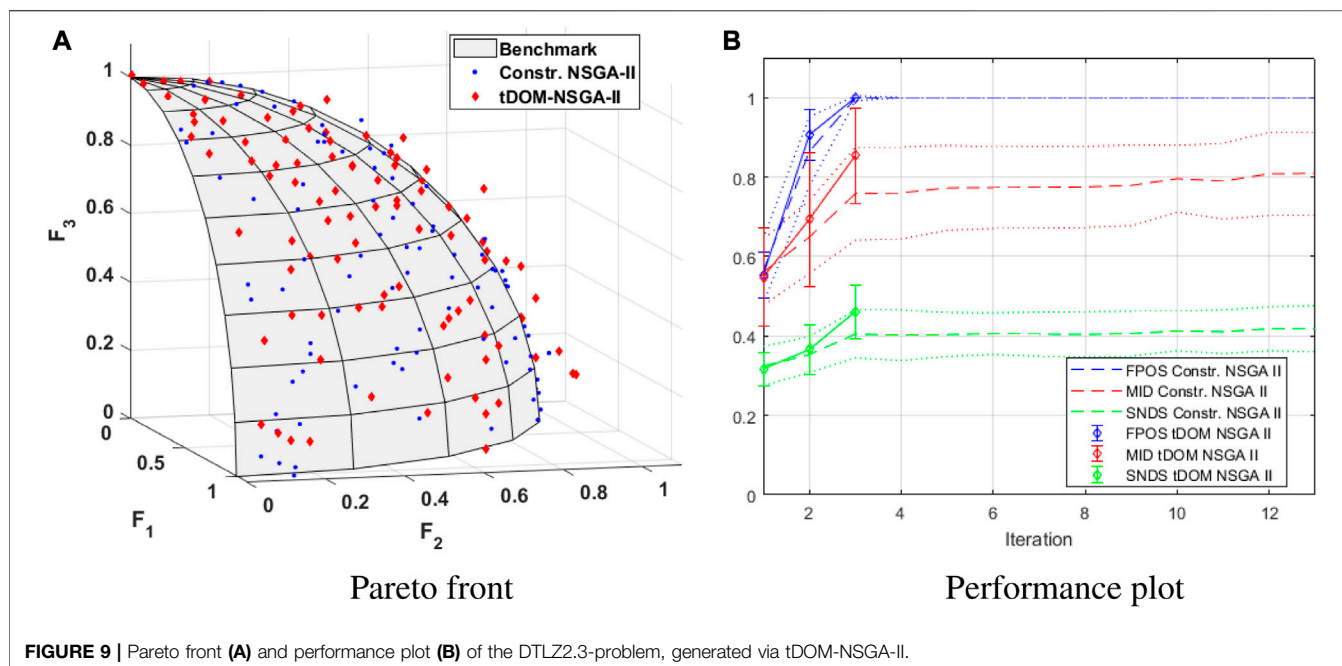 A
Benchmark
Constr. NSGA-II
tDOM-NSGA-II
1
0.8
0.6
0.4
0.2
0
F3
0
0.5
1
F1
0
0.2
0.4
0.6
0.8
1
F2
Pareto front
B
1
0.8
0.6
0.4
0.2
0
2
4
6
8
10
12
Iteration
FPOS Constr. NSGA II
MID Constr. NSGA II
SNDS Constr. NSGA II
FPOS tDOM NSGA II
MID tDOM NSGA II
SNDS tDOM NSGA II
Performance plot
FIGURE 9 | Pareto front (A) and performance plot (B) of the DTLZ2.3-problem, generated via tDOM-NSGA-II.